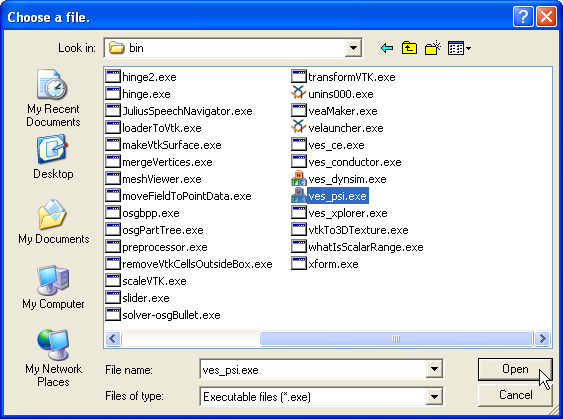 Choose a file.
Look in: bin
My Recent
Documents
Desktop
My Documents
My Computer
My Network
Places
hinge2.exe
hinge.exe
JuliusSpeechNavigator.exe
loaderToVtk.exe
makeVtkSurface.exe
mergeVertices.exe
meshViewer.exe
moveFieldToPointData.exe
osgbpp.exe
osgPartTree.exe
preprocessor.exe
removeVtkCellsOutsideBox.exe
scaleVTK.exe
slider.exe
solver-osgBullet.exe
transformVTK.exe
unins000.exe
veaMaker.exe
velauncher.exe
ves_ce.exe
ves_conductor.exe
ves_dynsim.exe
ves_psi.exe
ves_xplorer.exe
vtkTo3DTexture.exe
whatIsScalarRange.exe
xform.exe
File name: ves_psi.exe Open
Files of type: Executable files (*.exe) Cancel